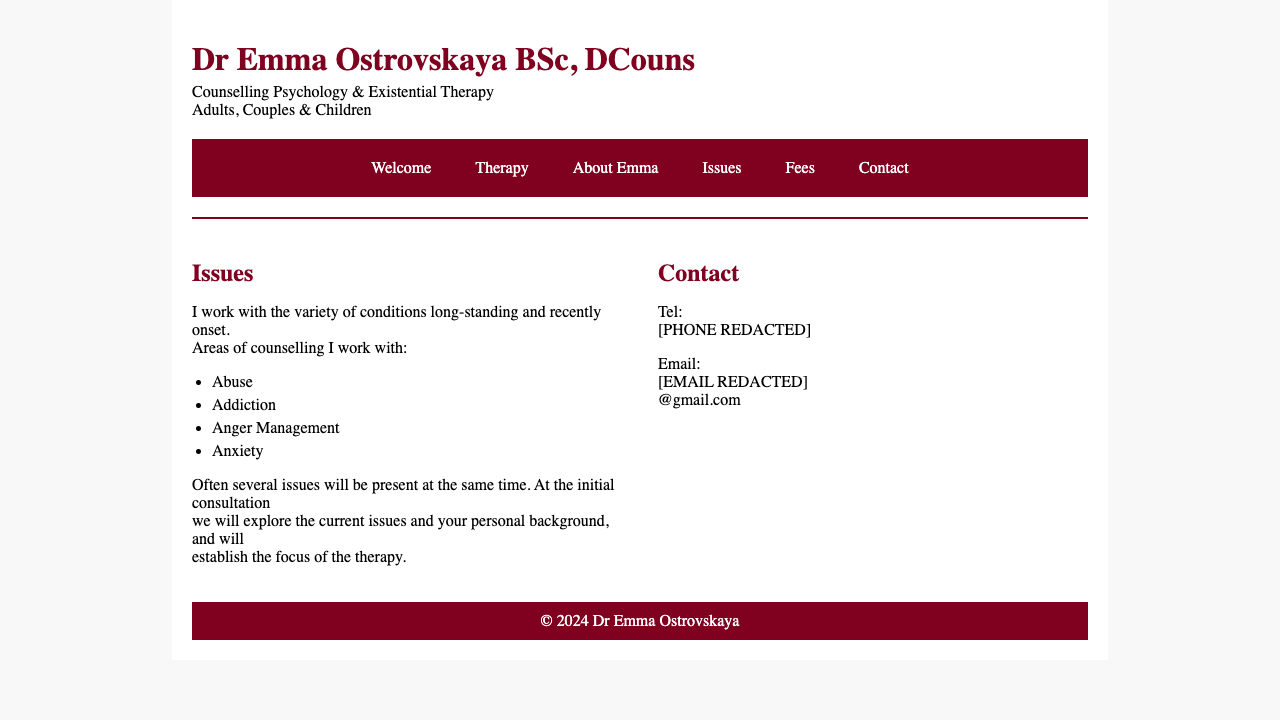 Dr Emma Ostrovskaya BSc, DCouns
Counselling Psychology & Existential Therapy
Adults, Couples & Children
Welcome Therapy About Emma Issues Fees Contact
Issues
I work with the variety of conditions long-standing and recently
onset.
Areas of counselling I work with:
• Abuse
• Addiction
• Anger Management
• Anxiety
Often several issues will be present at the same time. At the initial
consultation
we will explore the current issues and your personal background,
and will
establish the focus of the therapy.
Contact
Tel:
[PHONE REDACTED]
Email:
[EMAIL REDACTED]
@gmail.com
© 2024 Dr Emma Ostrovskaya